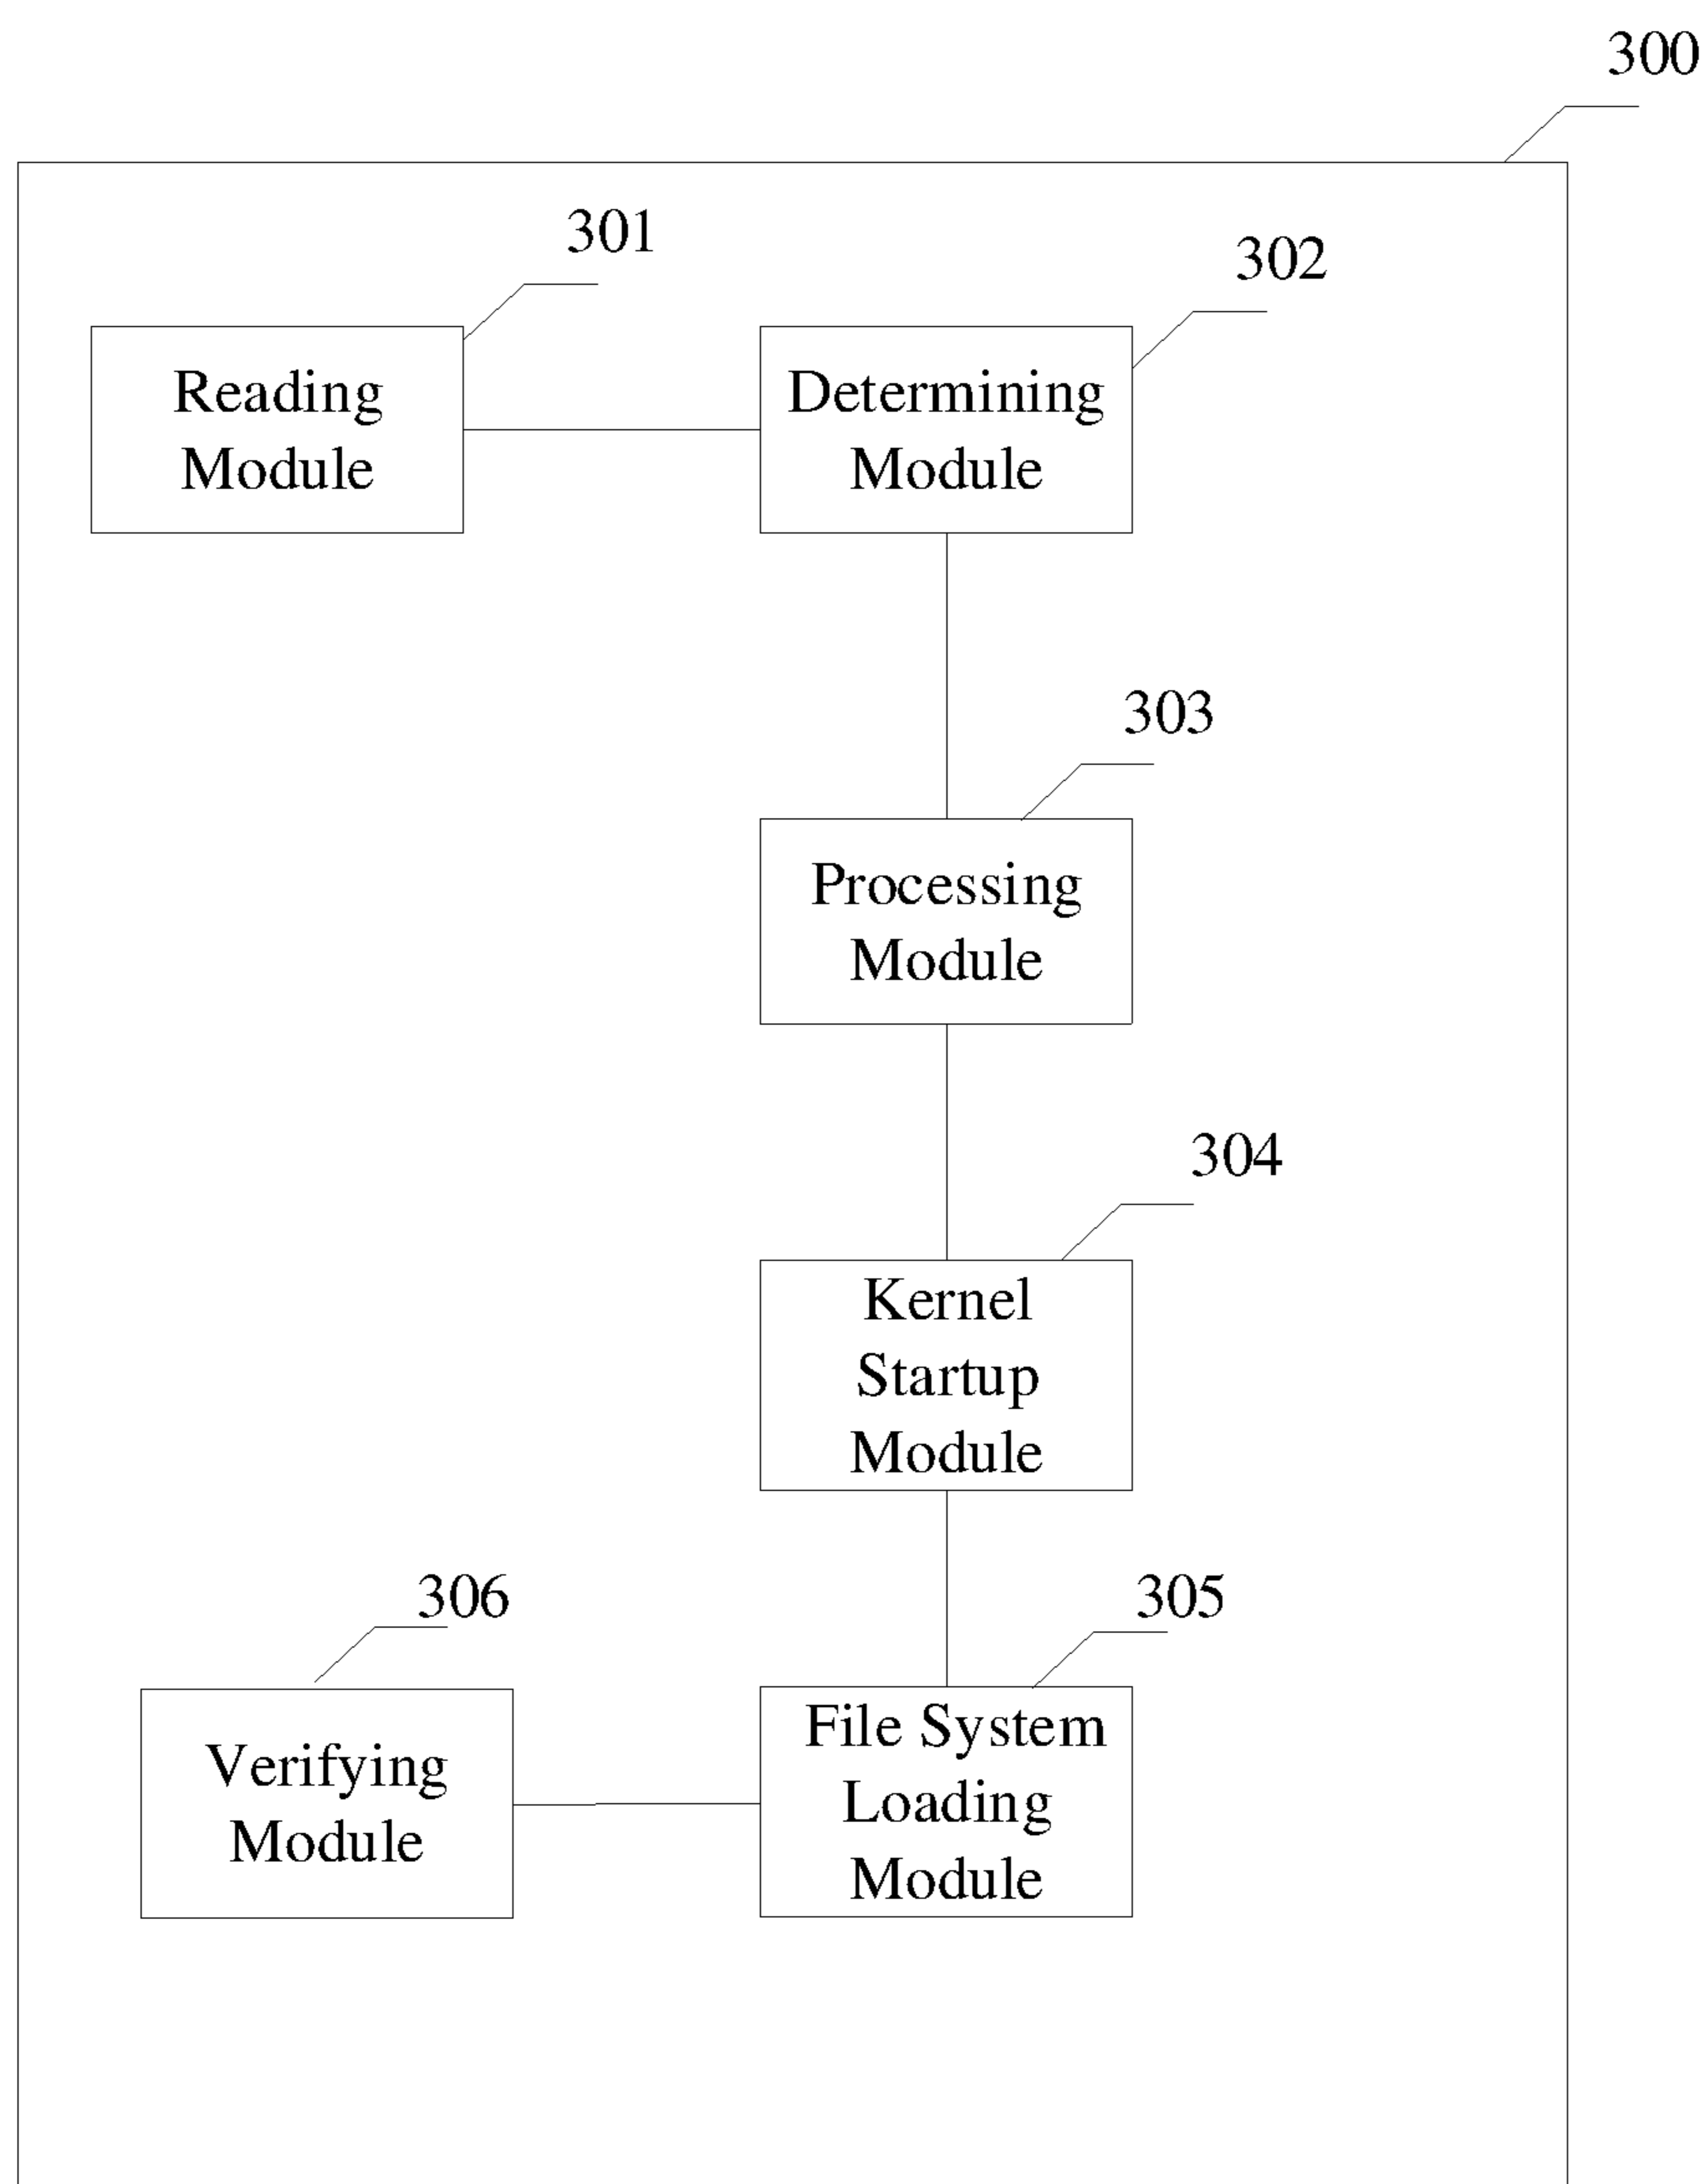 300
301
302
Reading
Module
Determining
Module
303
Processing
Module
304
Kernel
Startup
Module
306
305
Verifying
Module
File System
Loading
Module